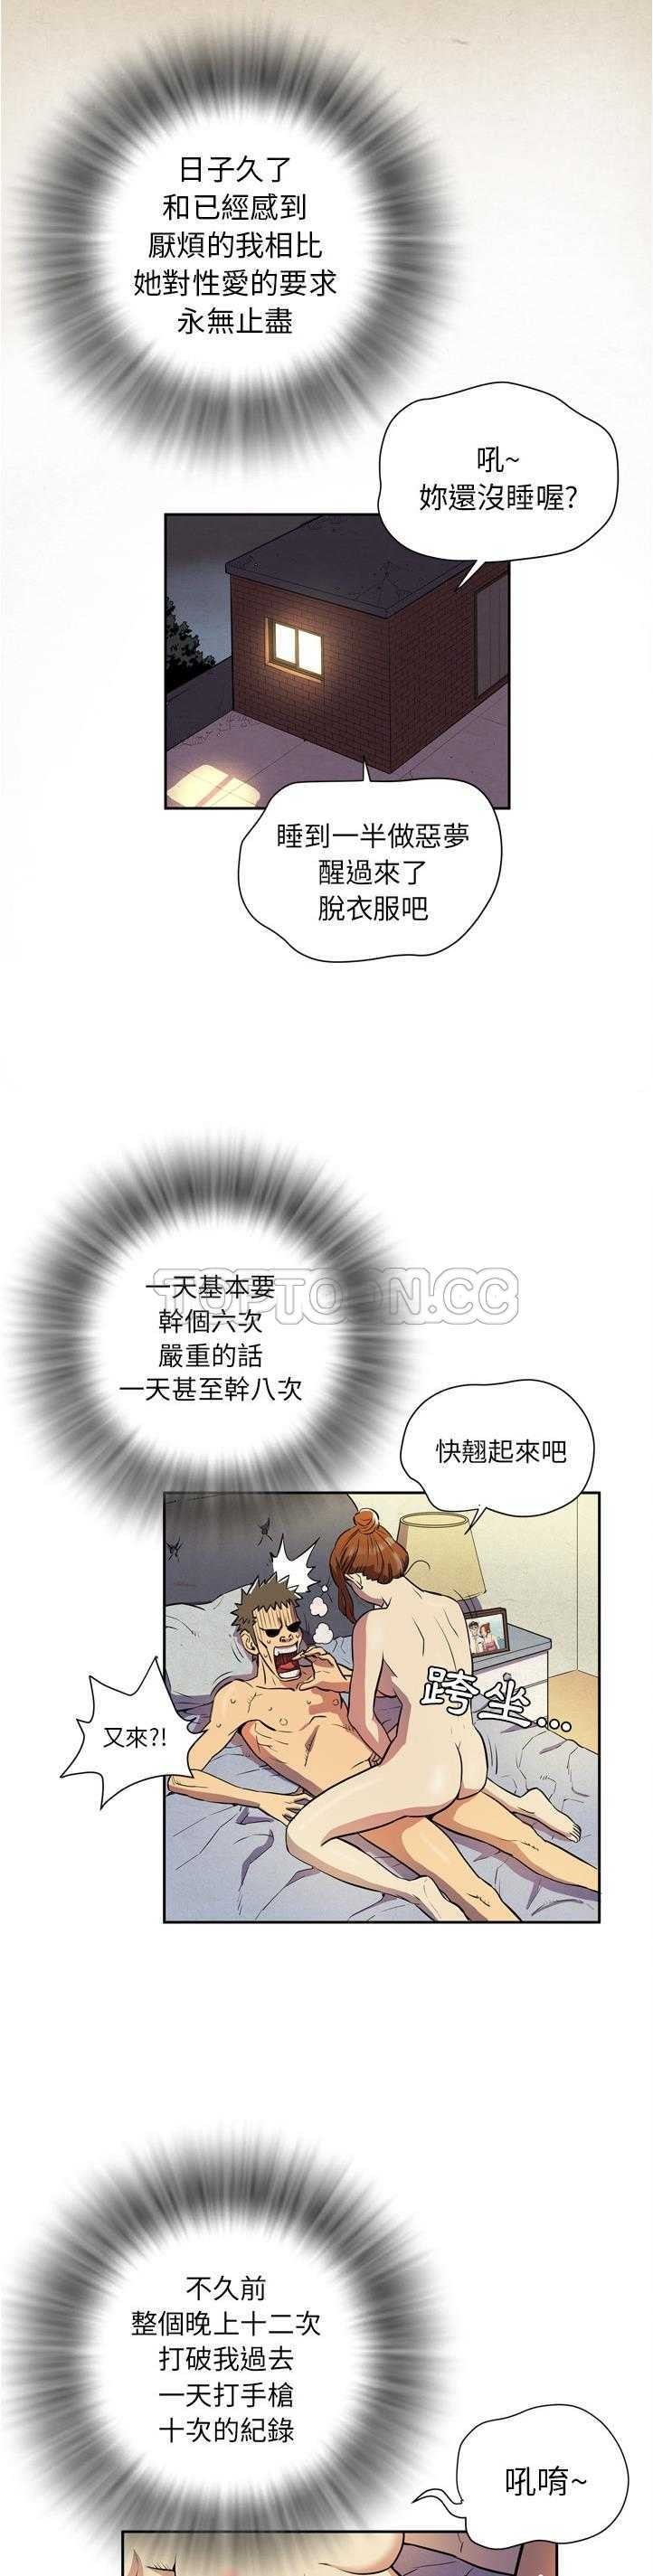 日子久了
和已經感到
厭煩的我相比
她對性愛的要求
永無止盡
吼~
妳還沒睡喔?
睡到一半做惡夢
醒過來了
脫衣服吧
TOPTOON.CC
一天基本要
幹個六次
嚴重的話
一天甚至幹八次
快翹起來吧
又來?!
跨坐...
不久前
整個晚上十二次
打破我過去
一天打手槍
十次的紀錄
吼唷~